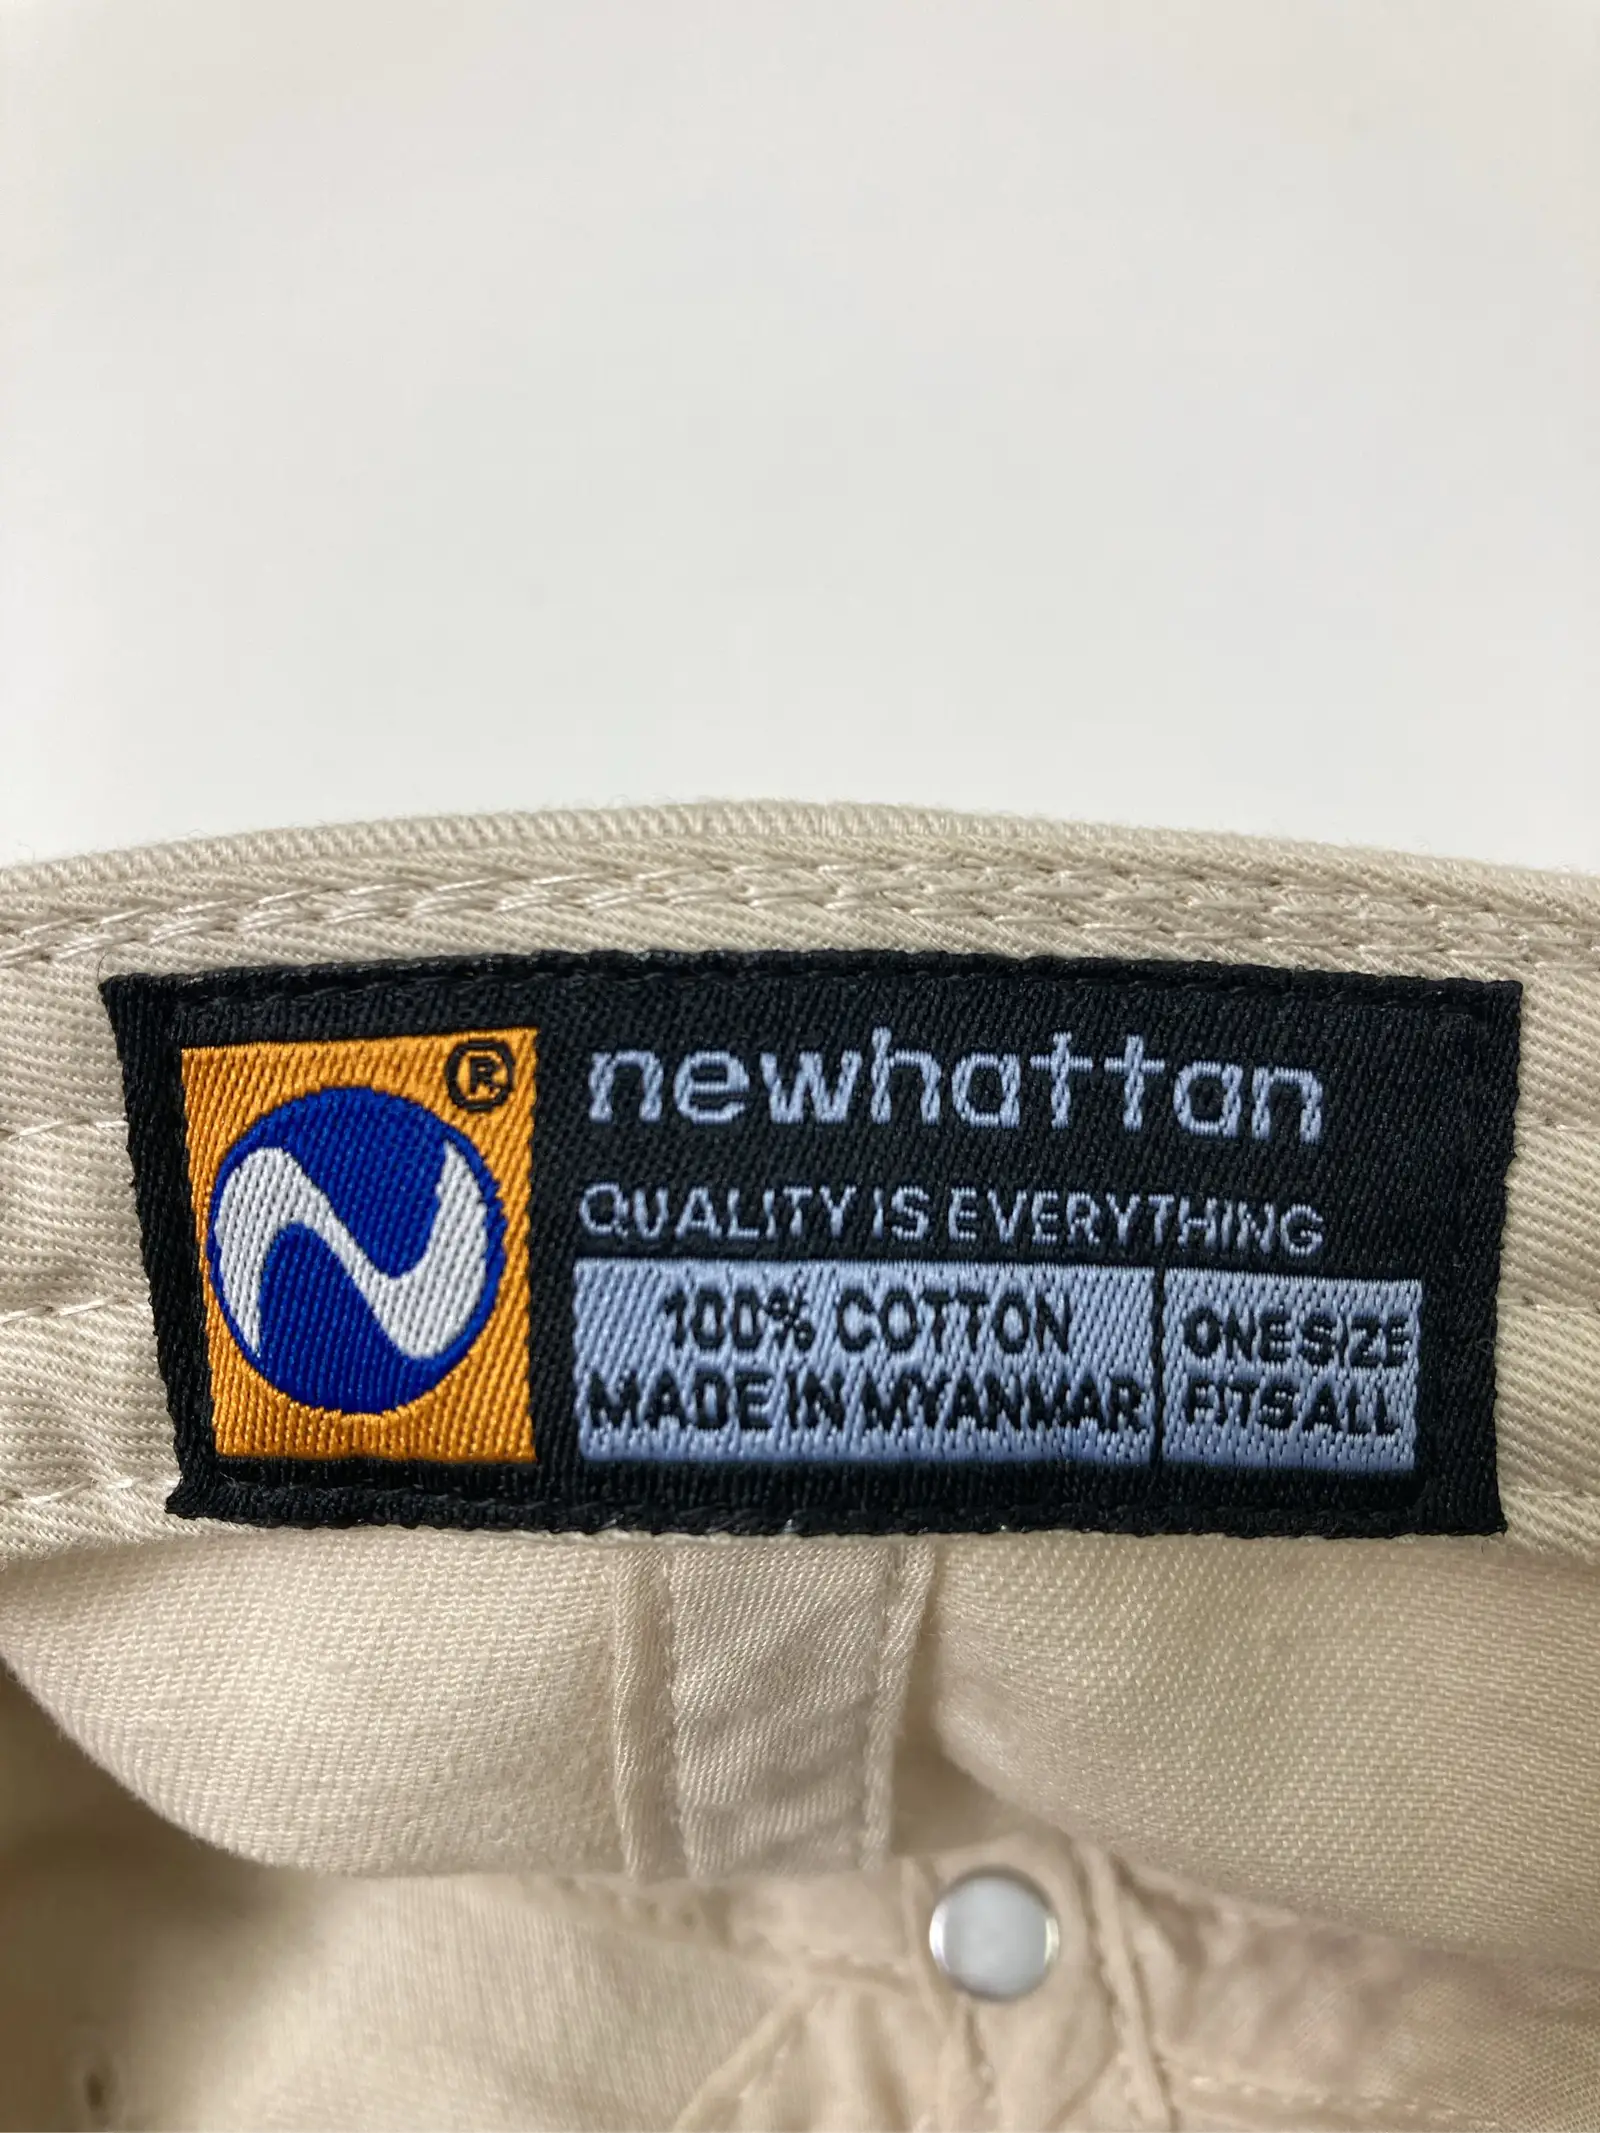 ®
newhattan
QUALITY IS EVERYTHING
100% COTTON
MADE IN MYANMAR
ONE SIZE
FITS ALL